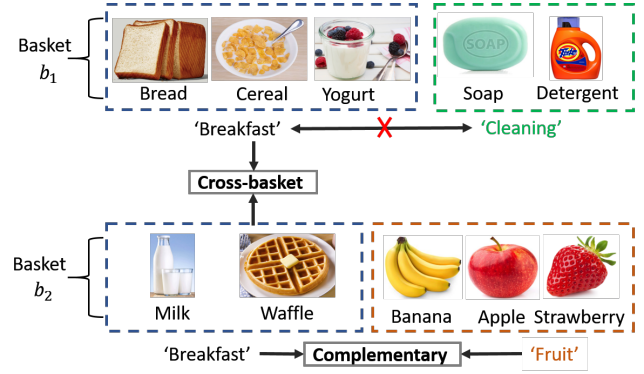 Basket
b₁
SOAP
Tide
Bread Cereal Yogurt Soap Detergent
'Breakfast' 'Cleaning'
Cross-basket
Basket
b₂
Milk Waffle Banana Apple Strawberry
'Breakfast' Complementary 'Fruit'